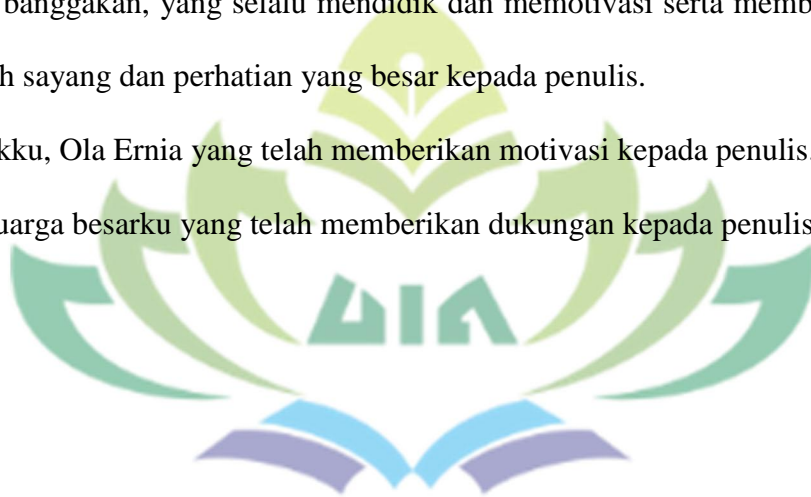 banggakan, yang selalu mendidik dan memotivasi serta memb
h sayang dan perhatian yang besar kepada penulis.
kku, Ola Ernia yang telah memberikan motivasi kepada penulis.
uarga besarku yang telah memberikan dukungan kepada penulis
UIN